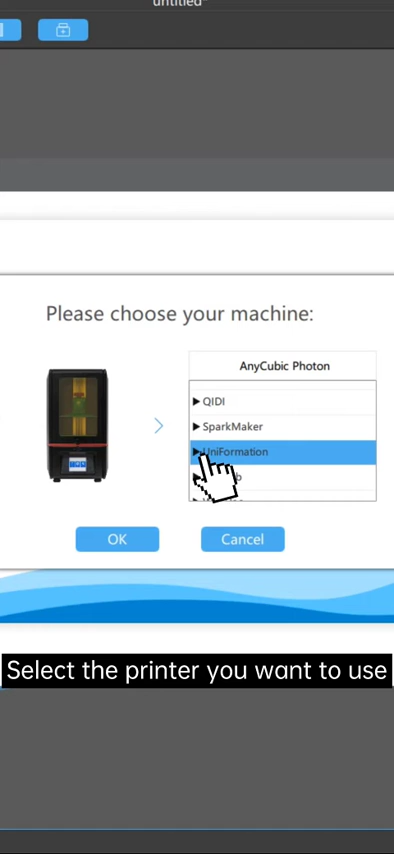 untitled*
Please choose your machine:
AnyCubic Photon
QIDI
SparkMaker
UniFormation
OK
Cancel
Select the printer you want to use